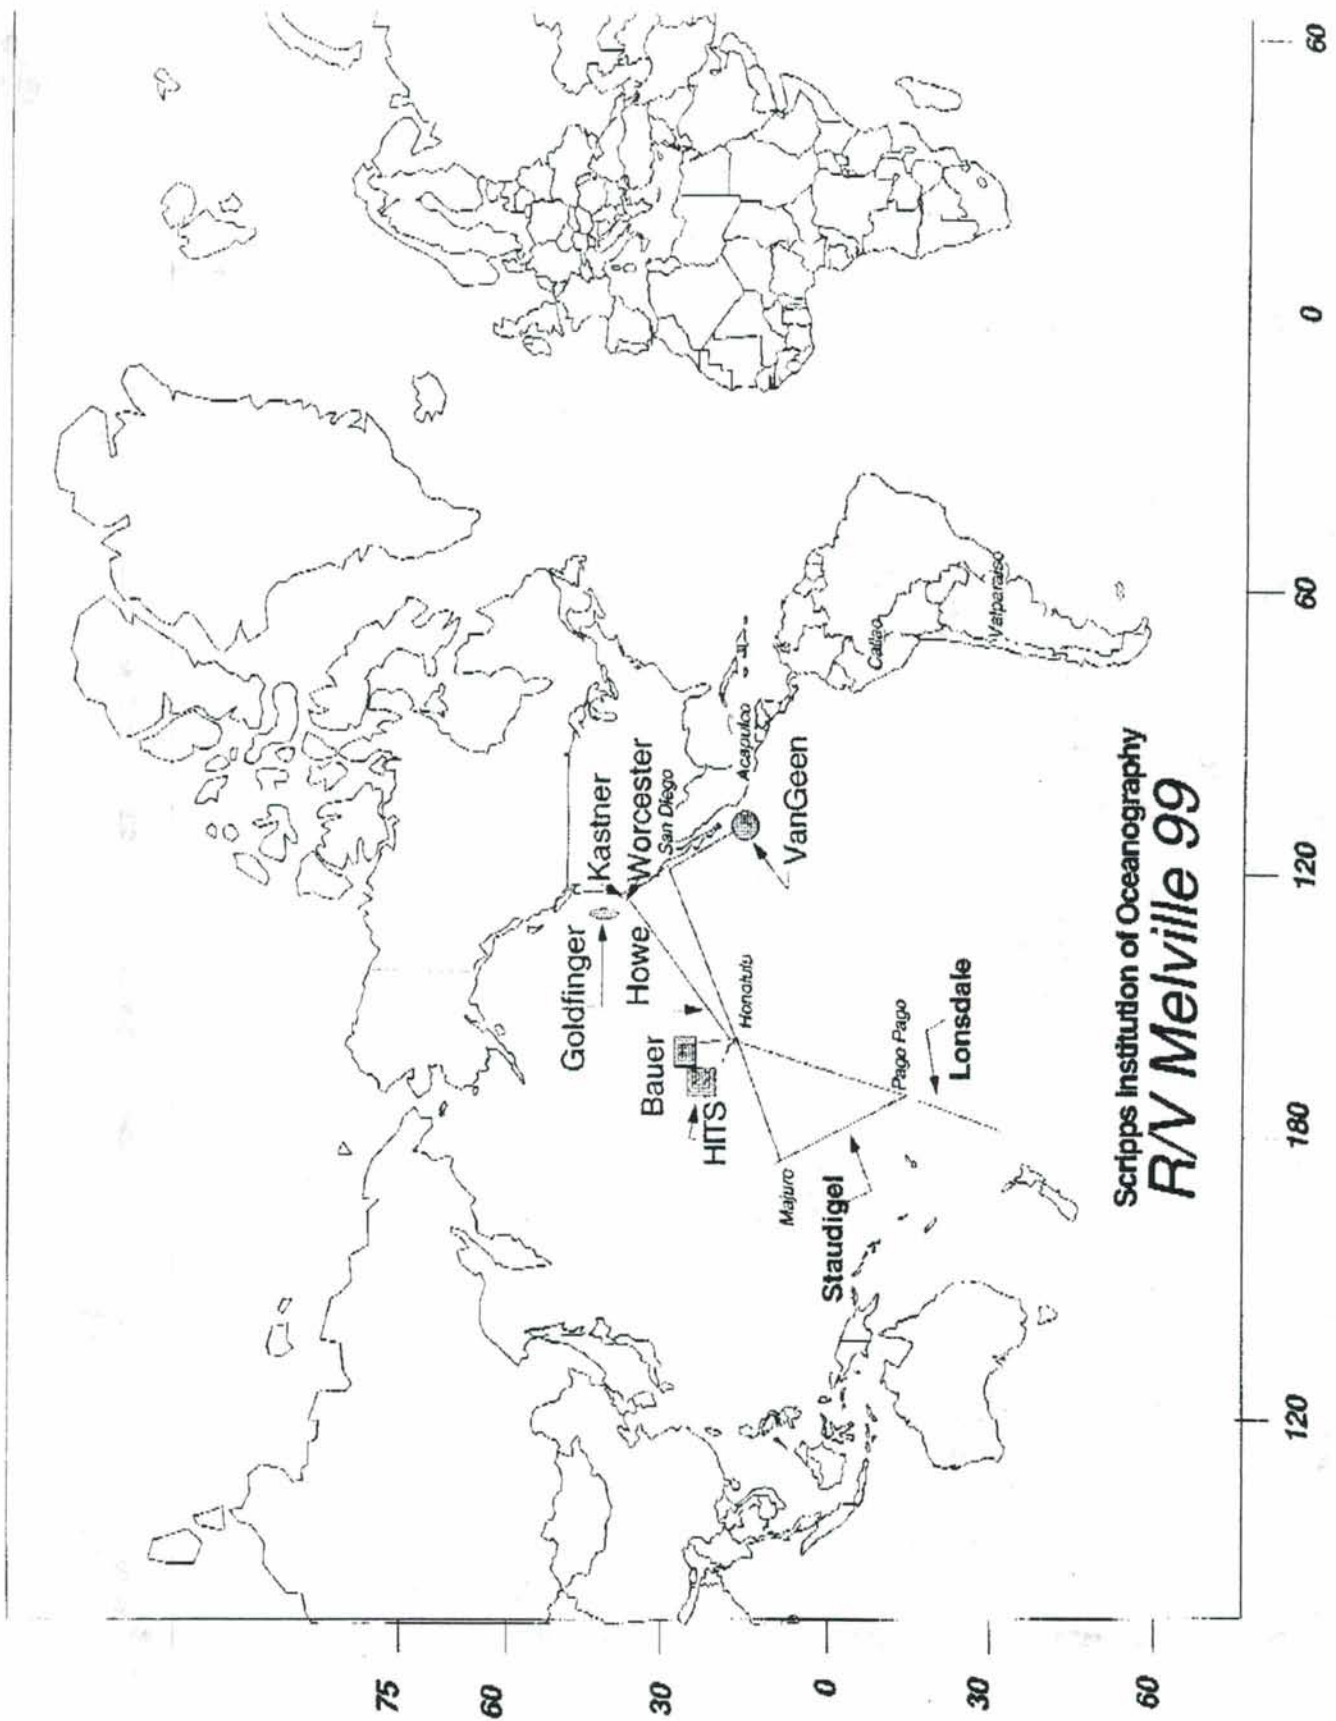 75
60
30
0
30
60
120
180
120
60
0
60
Goldfinger
Kastner
Howe
Worcester
San Diego
Bauer
HITS
Honolulu
Acapulco
VanGeen
Majuro
Staudigel
Pago Pago
Lonsdale
Callao
Valparaiso
Scripps Institution of Oceanography
R/V Melville 99